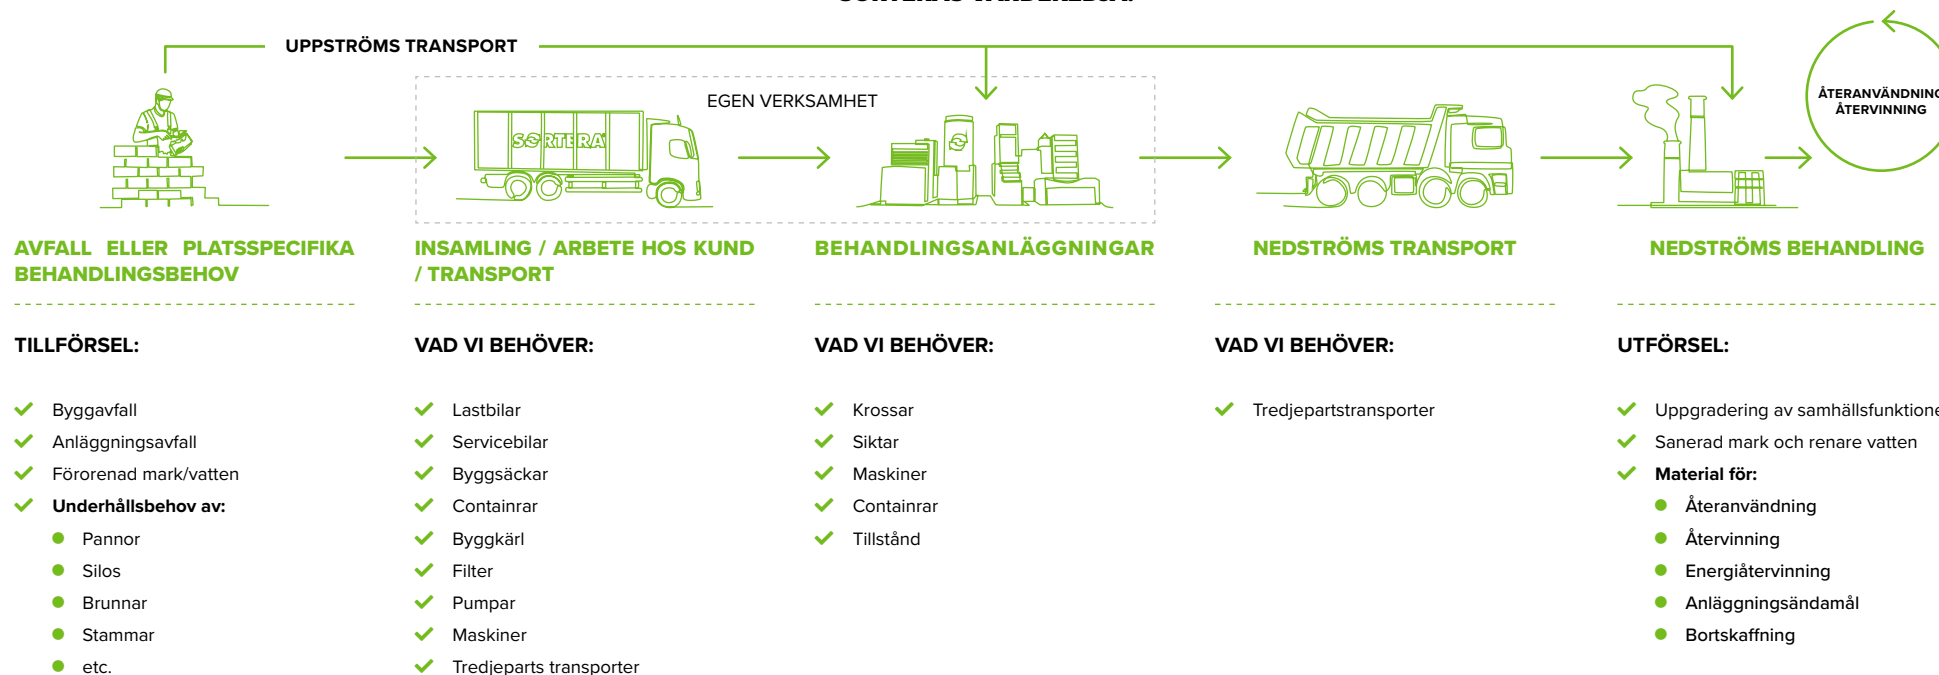 UPPSTRÖMS TRANSPORT
EGEN VERKSAMHET
SORTERA
ÅTERANVÄNDNING
ÅTERVINNING
AVFALL ELLER PLATSSPECIFIKA
BEHANDLINGSBEHOV
TILLFÖRSEL:
Byggavfall
Anläggningsavfall
Förorenad mark/vatten
Underhållsbehov av:
Pannor
Silos
Brunnar
Stammar
etc.
INSAMLING / ARBETE HOS KUND
/ TRANSPORT
VAD VI BEHÖVER:
Lastbilar
Servicebilar
Byggsäckar
Containrar
Byggkärl
Filter
Pumpar
Maskiner
Tredjeparts transporter
BEHANDLINGSANLÄGGNINGAR
VAD VI BEHÖVER:
Krossar
Siktar
Maskiner
Containrar
Tillstånd
NEDSTRÖMS TRANSPORT
VAD VI BEHÖVER:
Tredjepartstransporter
NEDSTRÖMS BEHANDLING
UTFÖRSEL:
Uppgradering av samhällsfunktione
Sanerad mark och renare vatten
Material för:
Återanvändning
Återvinning
Energiåtervinning
Anläggningsändamål
Bortskaffning